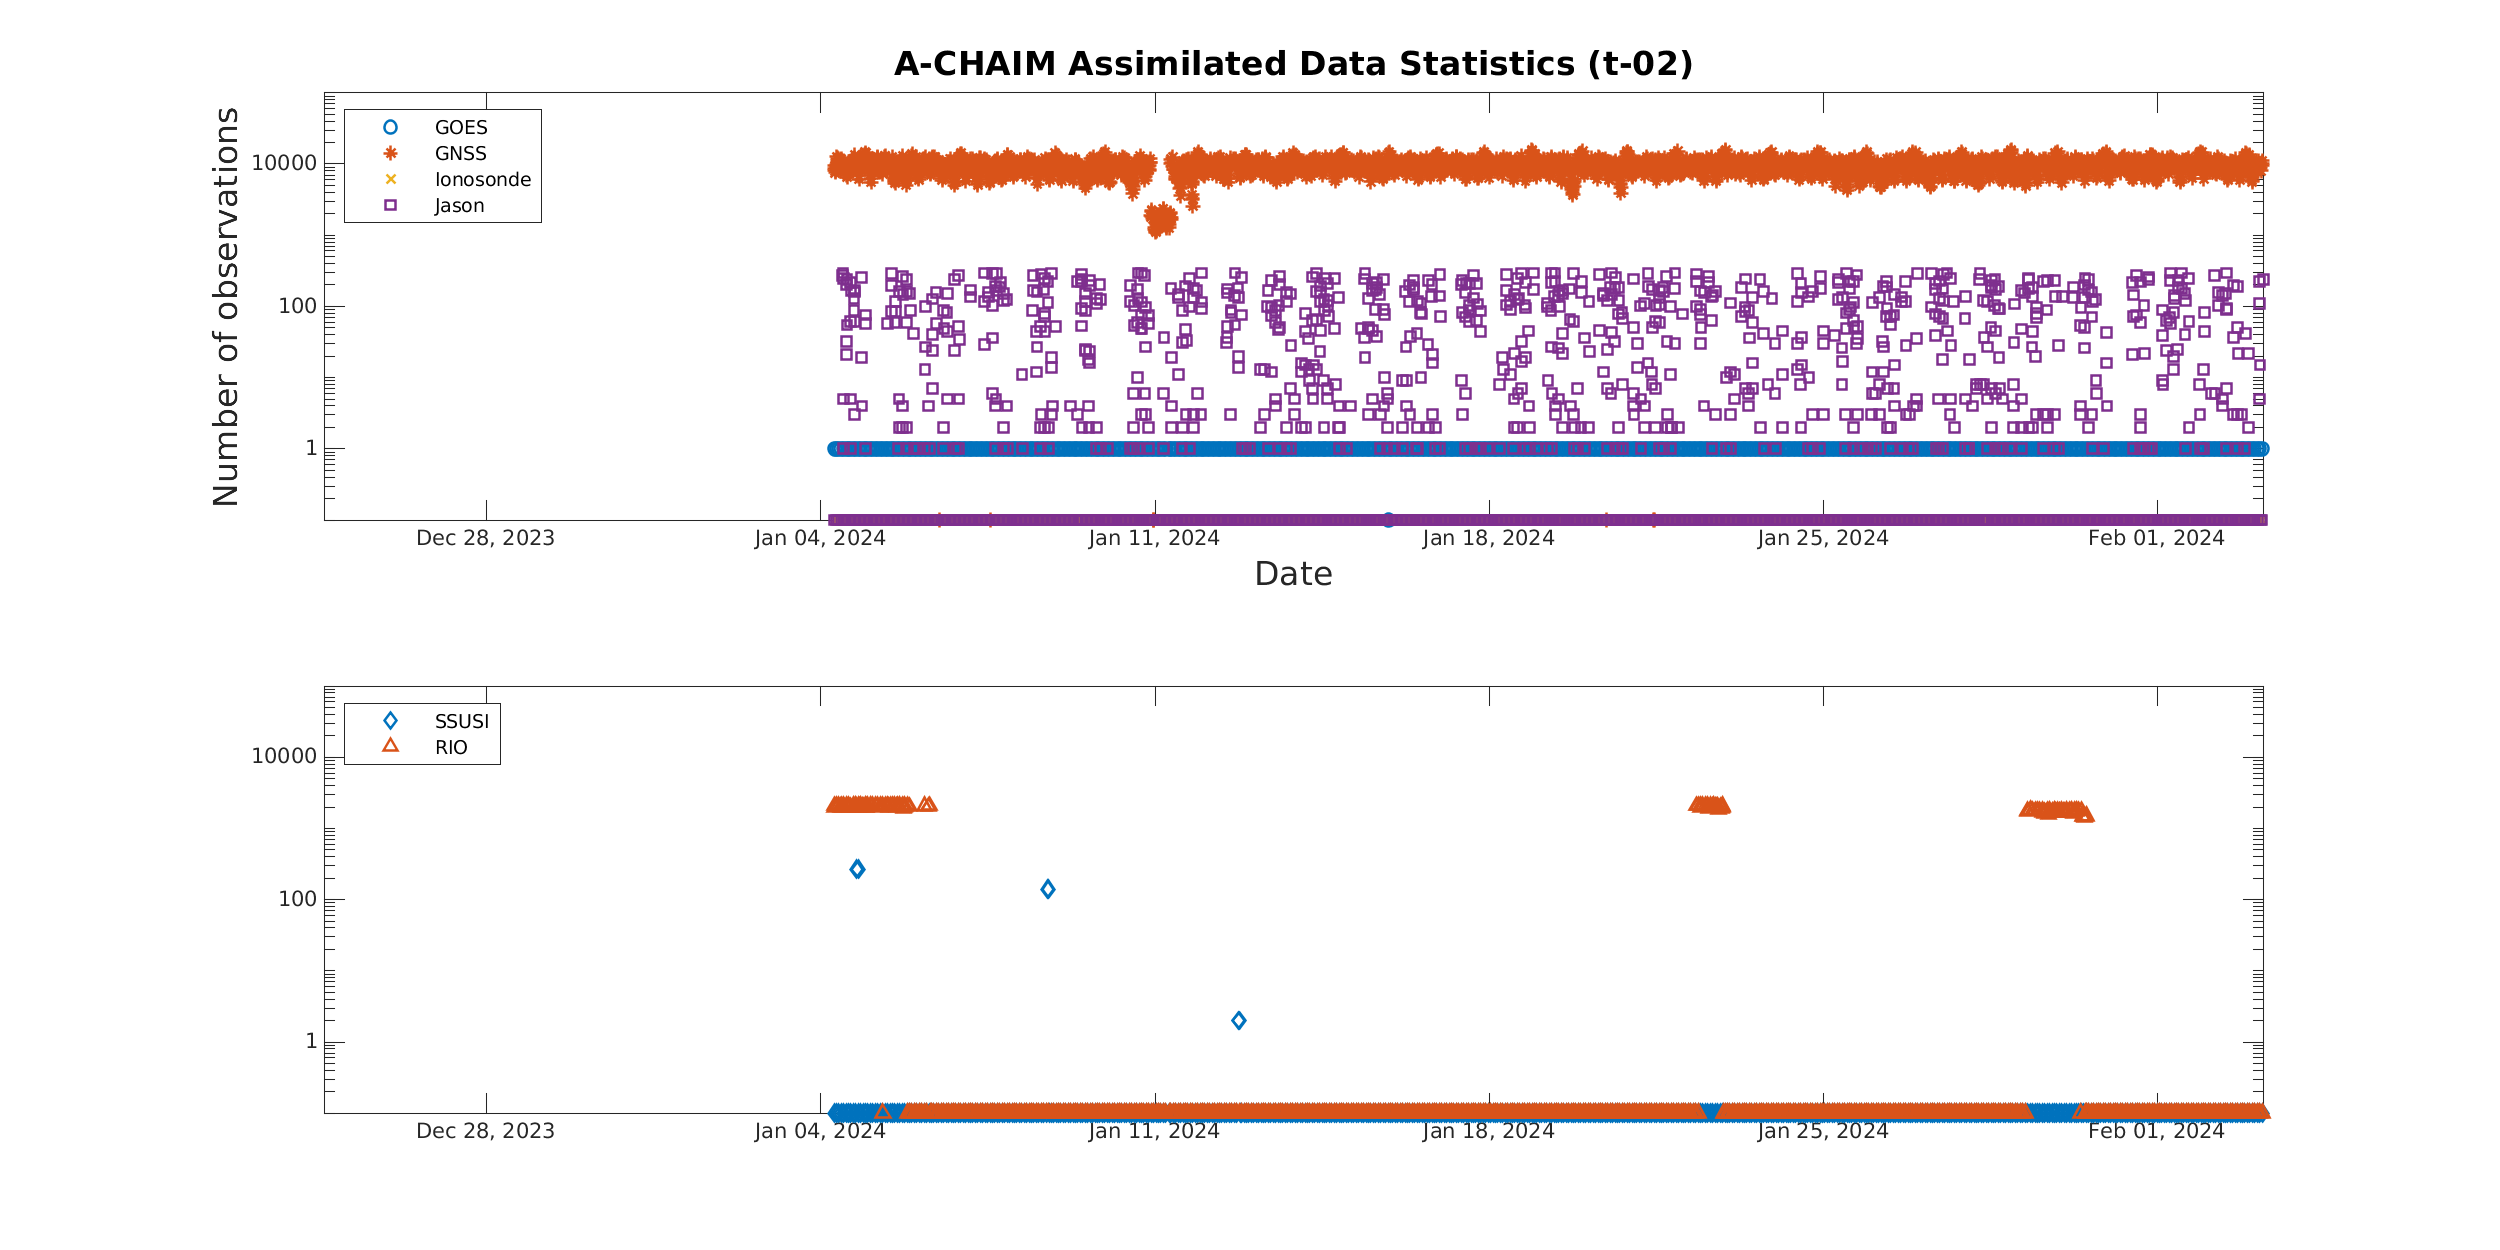 A-CHAIM Assimilated Data Statistics (t-02)
Number of observations
GOES
GNSS
Ionosonde
Jason
10000
100
1
Dec 28, 2023
Jan 04, 2024
Jan 11, 2024
Jan 18, 2024
Jan 25, 2024
Feb 01, 2024
Date
SSUSI
RIO
10000
100
1
Dec 28, 2023
Jan 04, 2024
Jan 11, 2024
Jan 18, 2024
Jan 25, 2024
Feb 01, 2024